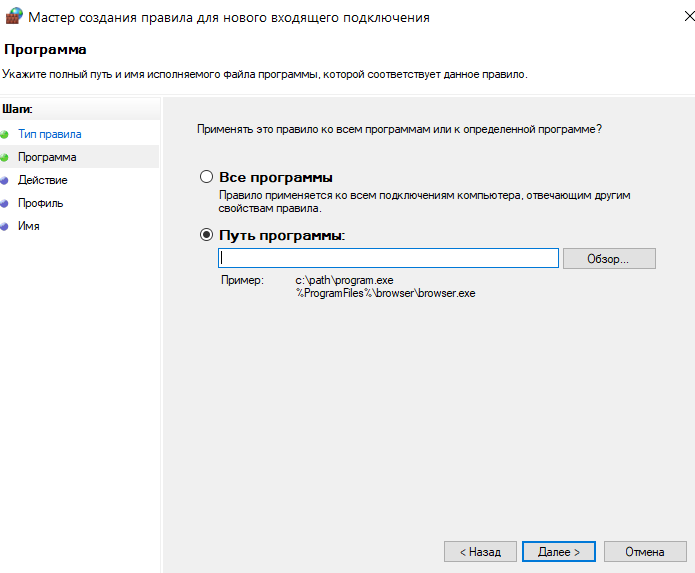 Мастер создания правила для нового входящего подключения
Программа
Укажите полный путь и имя исполняемого файла программы, которой соответствует данное правило.
Шаги:
Тип правила
Программа
Действие
Профиль
Имя
Применять это правило ко всем программам или к определенной программе?
Все программы
Правило применяется ко всем подключениям компьютера, отвечающим другим
свойствам правила.
Путь программы:
Обзор...
Пример: c:\path\program.exe
%ProgramFiles%\browser\browser.exe
< Назад Далее > Отмена